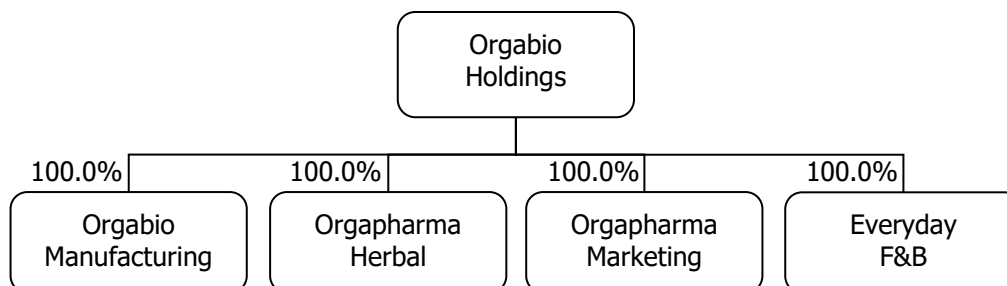 Orgabio
Holdings
100.0%
100.0%
100.0%
100.0%
Orgabio
Manufacturing
Orgapharma
Herbal
Orgapharma
Marketing
Everyday
F&B